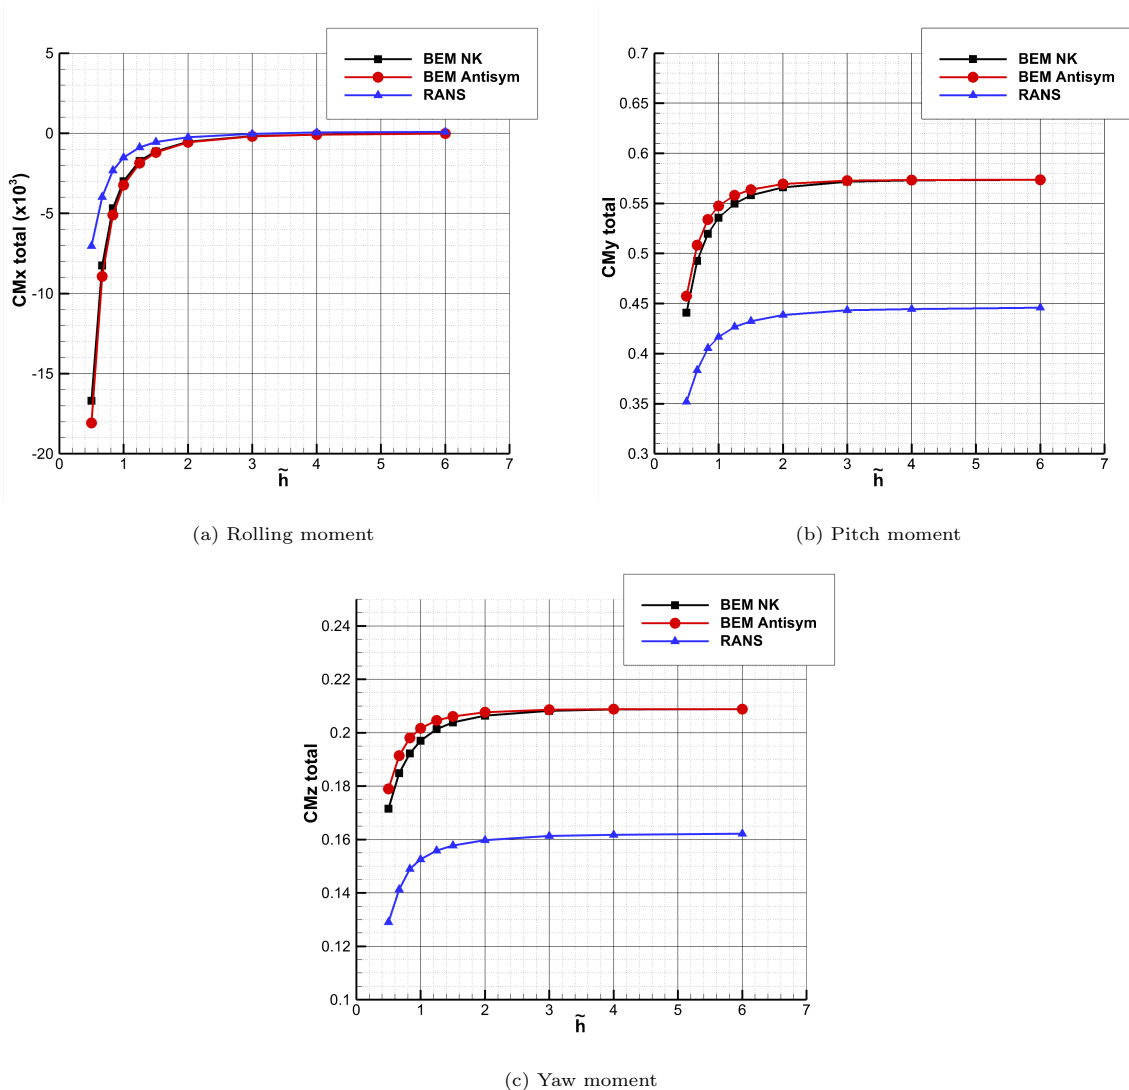 BEM NK
BEM Antisym
RANS
5
0
-5
-10
-15
-20
CMx total (x10³)
0 1 2 3 4 5 6 7
h̃
(a) Rolling moment
BEM NK
BEM Antisym
RANS
0.7
0.65
0.6
0.55
0.5
0.45
0.4
0.35
0.3
CMy total
0 1 2 3 4 5 6 7
h̃
(b) Pitch moment
BEM NK
BEM Antisym
RANS
0.24
0.22
0.2
0.18
0.16
0.14
0.12
0.1
CMz total
0 1 2 3 4 5 6 7
h̃
(c) Yaw moment